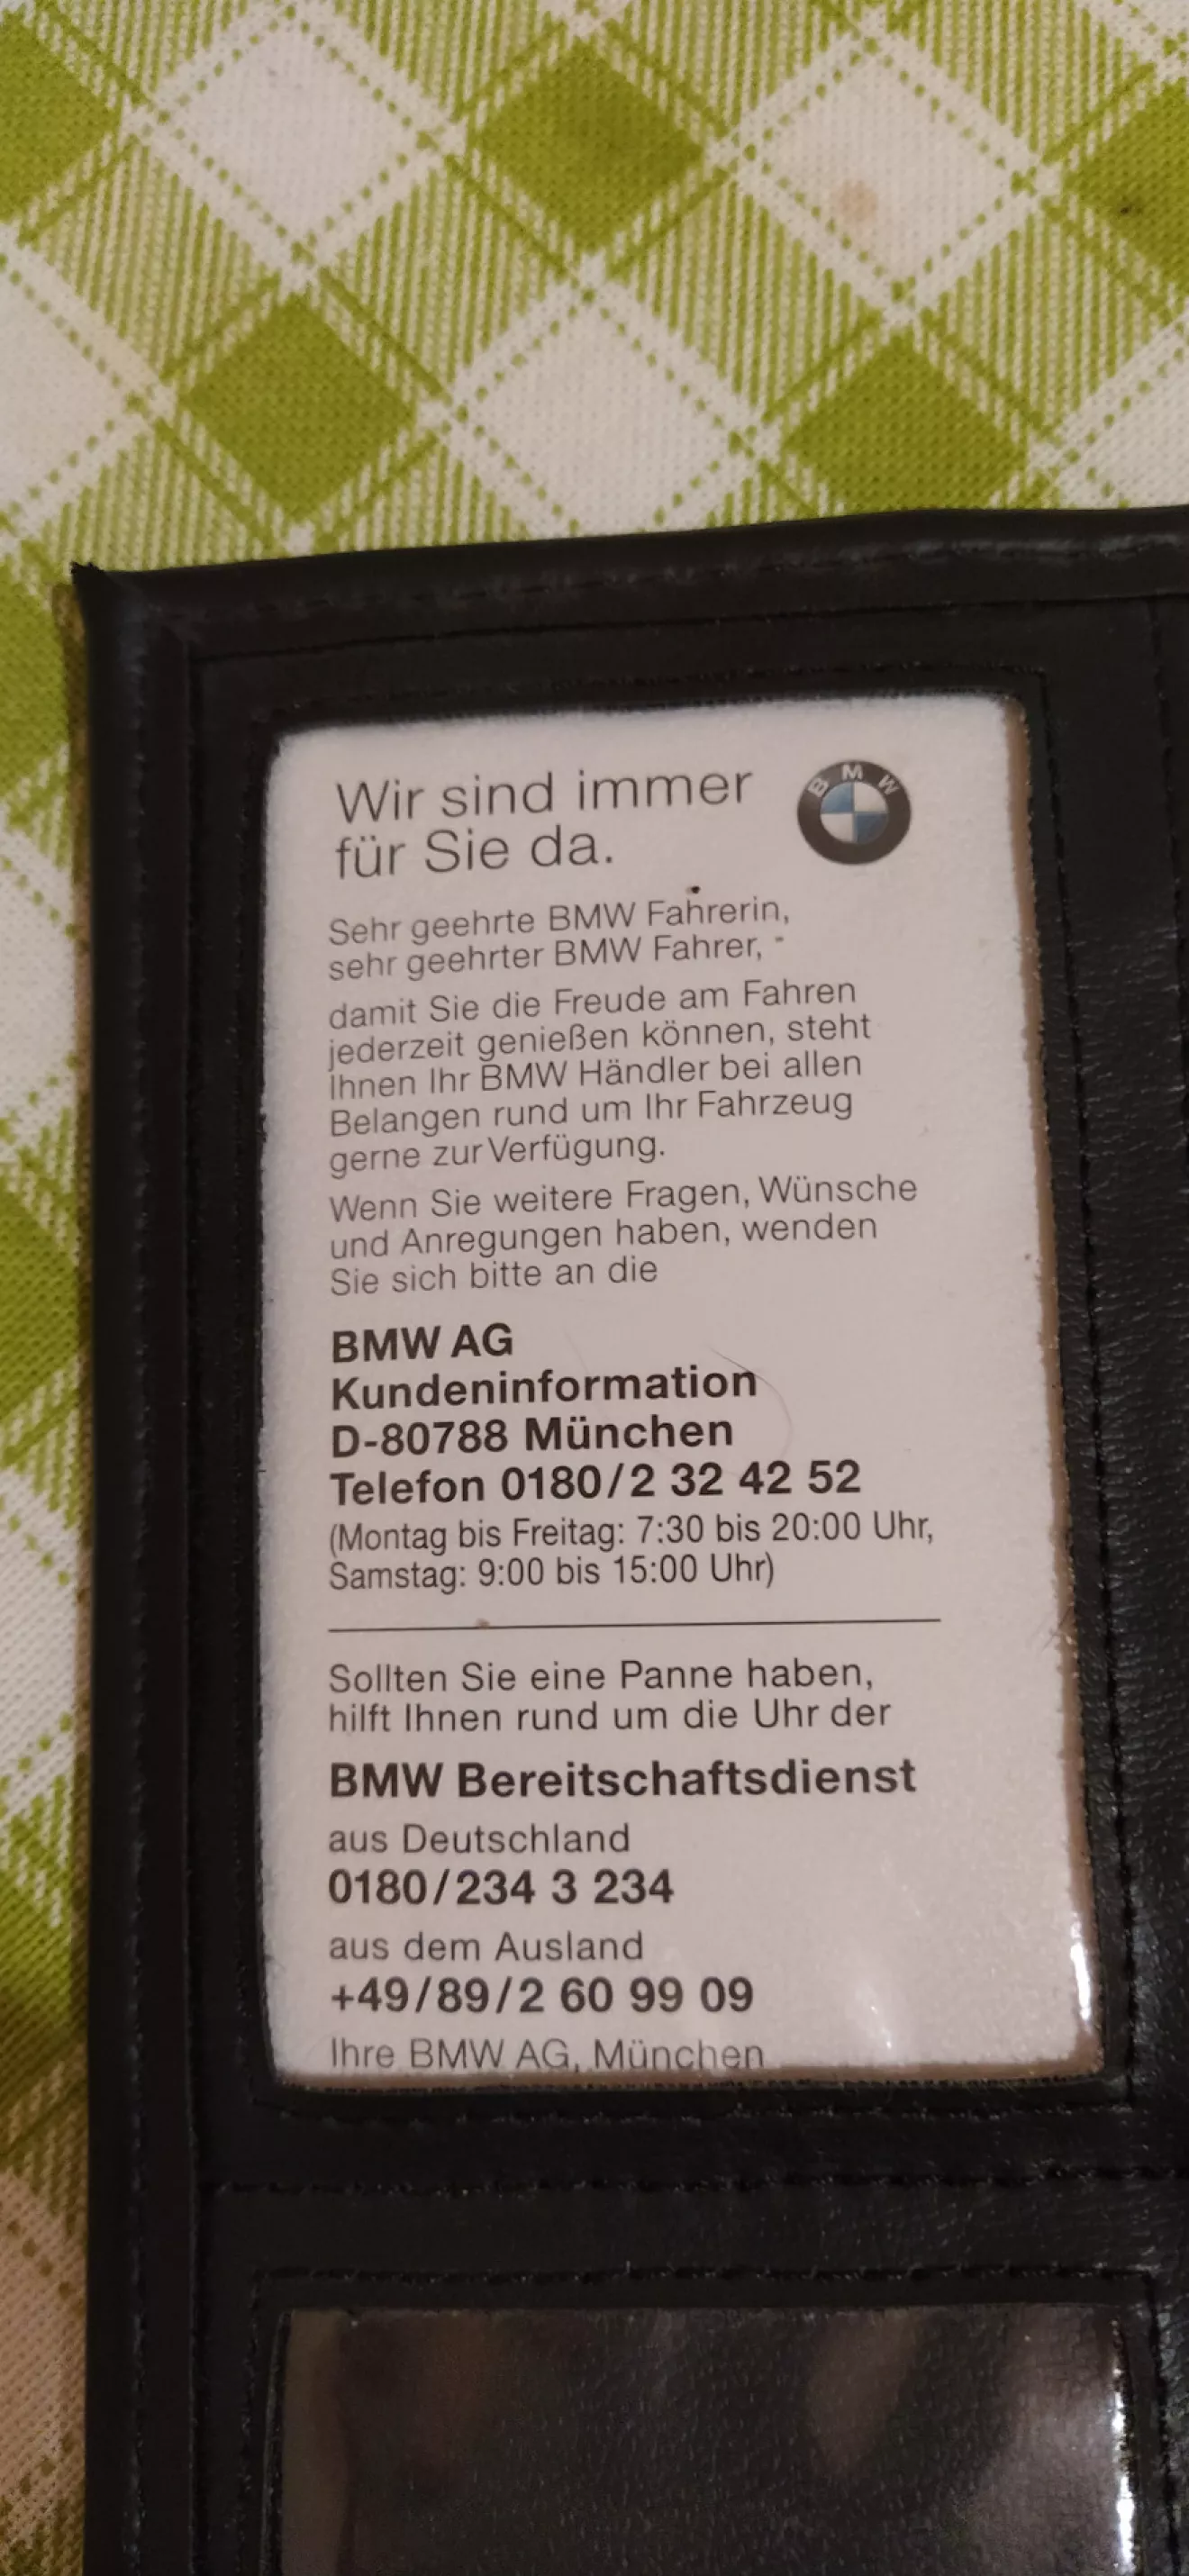 Wir sind immer
für Sie da.
BMW
Sehr geehrte BMW Fahrerin,
sehr geehrter BMW Fahrer,
damit Sie die Freude am Fahren
jederzeit genießen können, steht
Ihnen Ihr BMW Händler bei allen
Belangen rund um Ihr Fahrzeug
gerne zur Verfügung.
Wenn Sie weitere Fragen, Wünsche
und Anregungen haben, wenden
Sie sich bitte an die
BMW AG
Kundeninformation
D-80788 München
Telefon 0180/2 32 42 52
(Montag bis Freitag: 7:30 bis 20:00 Uhr,
Samstag: 9:00 bis 15:00 Uhr)
Sollten Sie eine Panne haben,
hilft Ihnen rund um die Uhr der
BMW Bereitschaftsdienst
aus Deutschland
0180/234 3 234
aus dem Ausland
+49/89/2 60 99 09
Ihre BMW AG, München